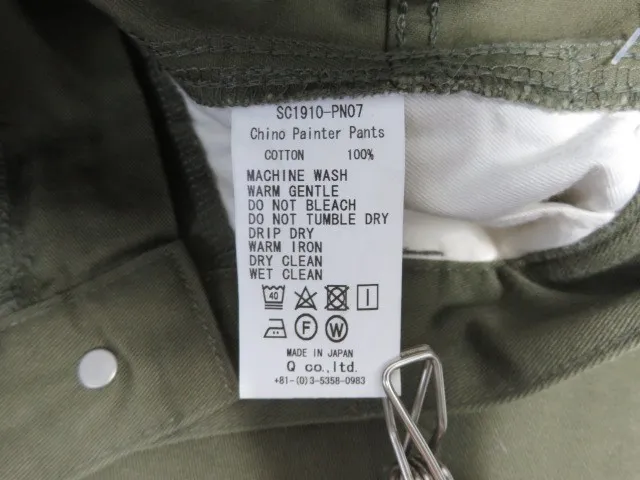 SC1910-PN07
Chino Painter Pants
COTTON 100%
MACHINE WASH
WARM GENTLE
DO NOT BLEACH
DO NOT TUMBLE DRY
DRIP DRY
WARM IRON
DRY CLEAN
WET CLEAN
40
F W
MADE IN JAPAN
Q co.,ltd.
+81-(0)3-5358-0983